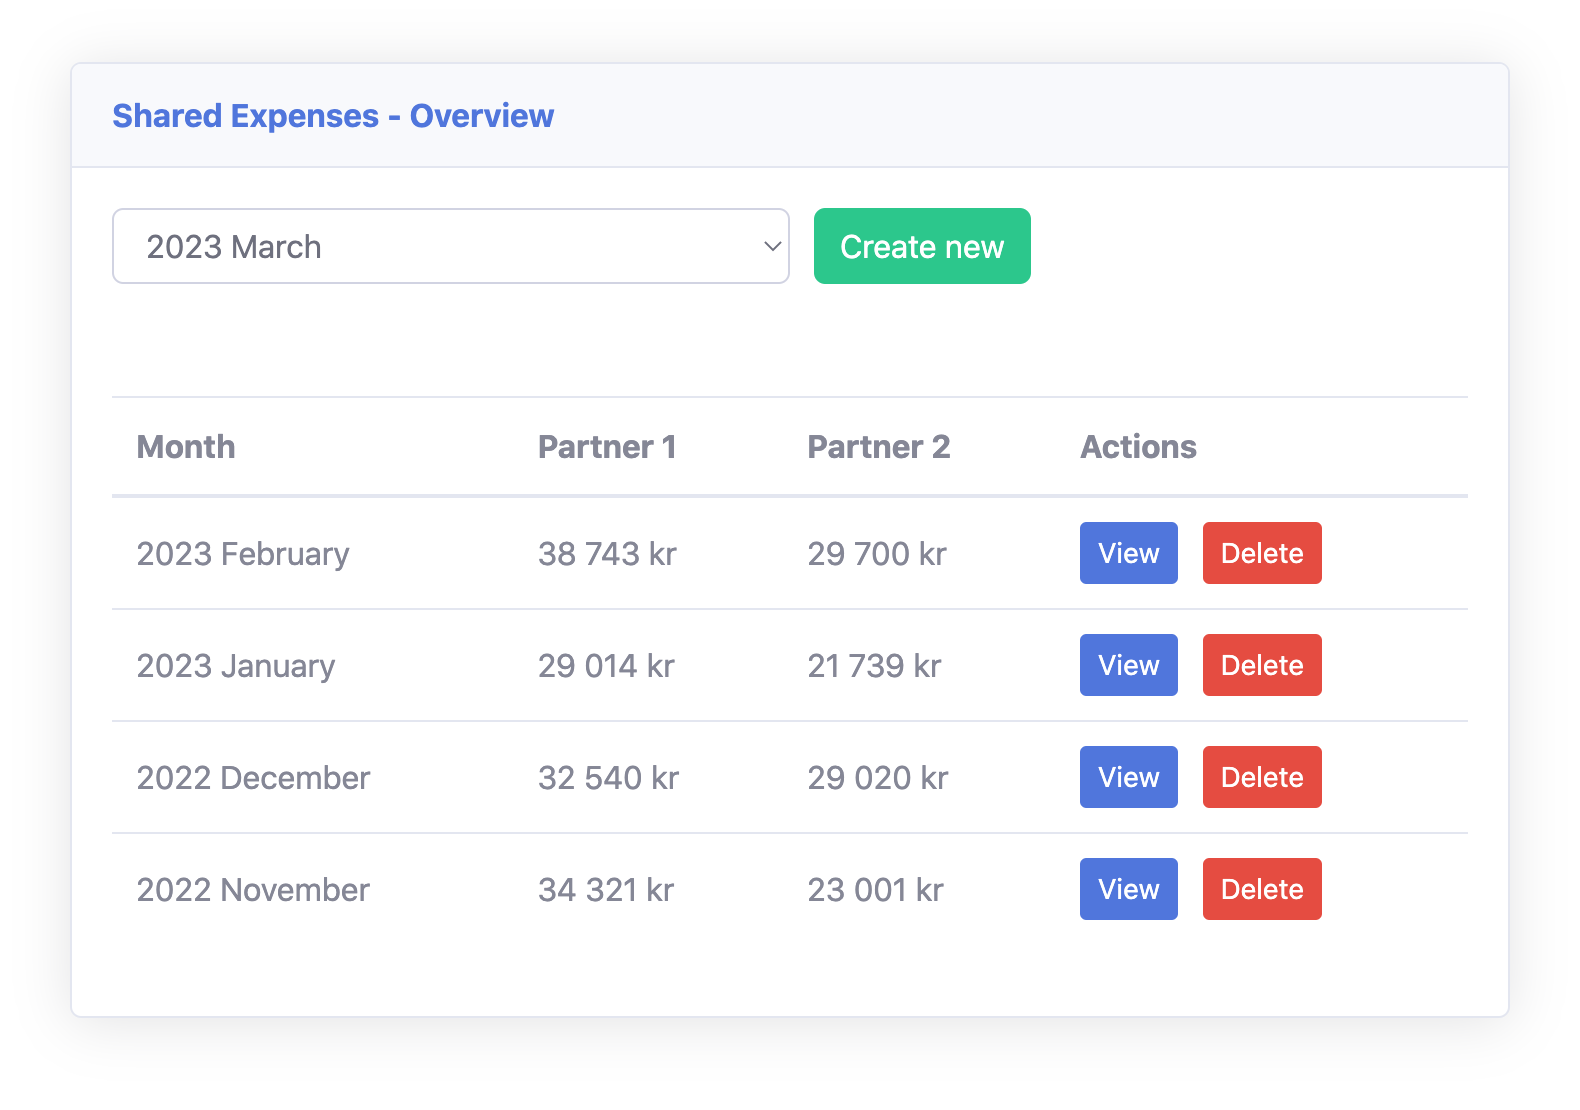 Shared Expenses - Overview
2023 March
Create new
Month Partner 1 Partner 2 Actions
2023 February 38 743 kr 29 700 kr View Delete
2023 January 29 014 kr 21 739 kr View Delete
2022 December 32 540 kr 29 020 kr View Delete
2022 November 34 321 kr 23 001 kr View Delete